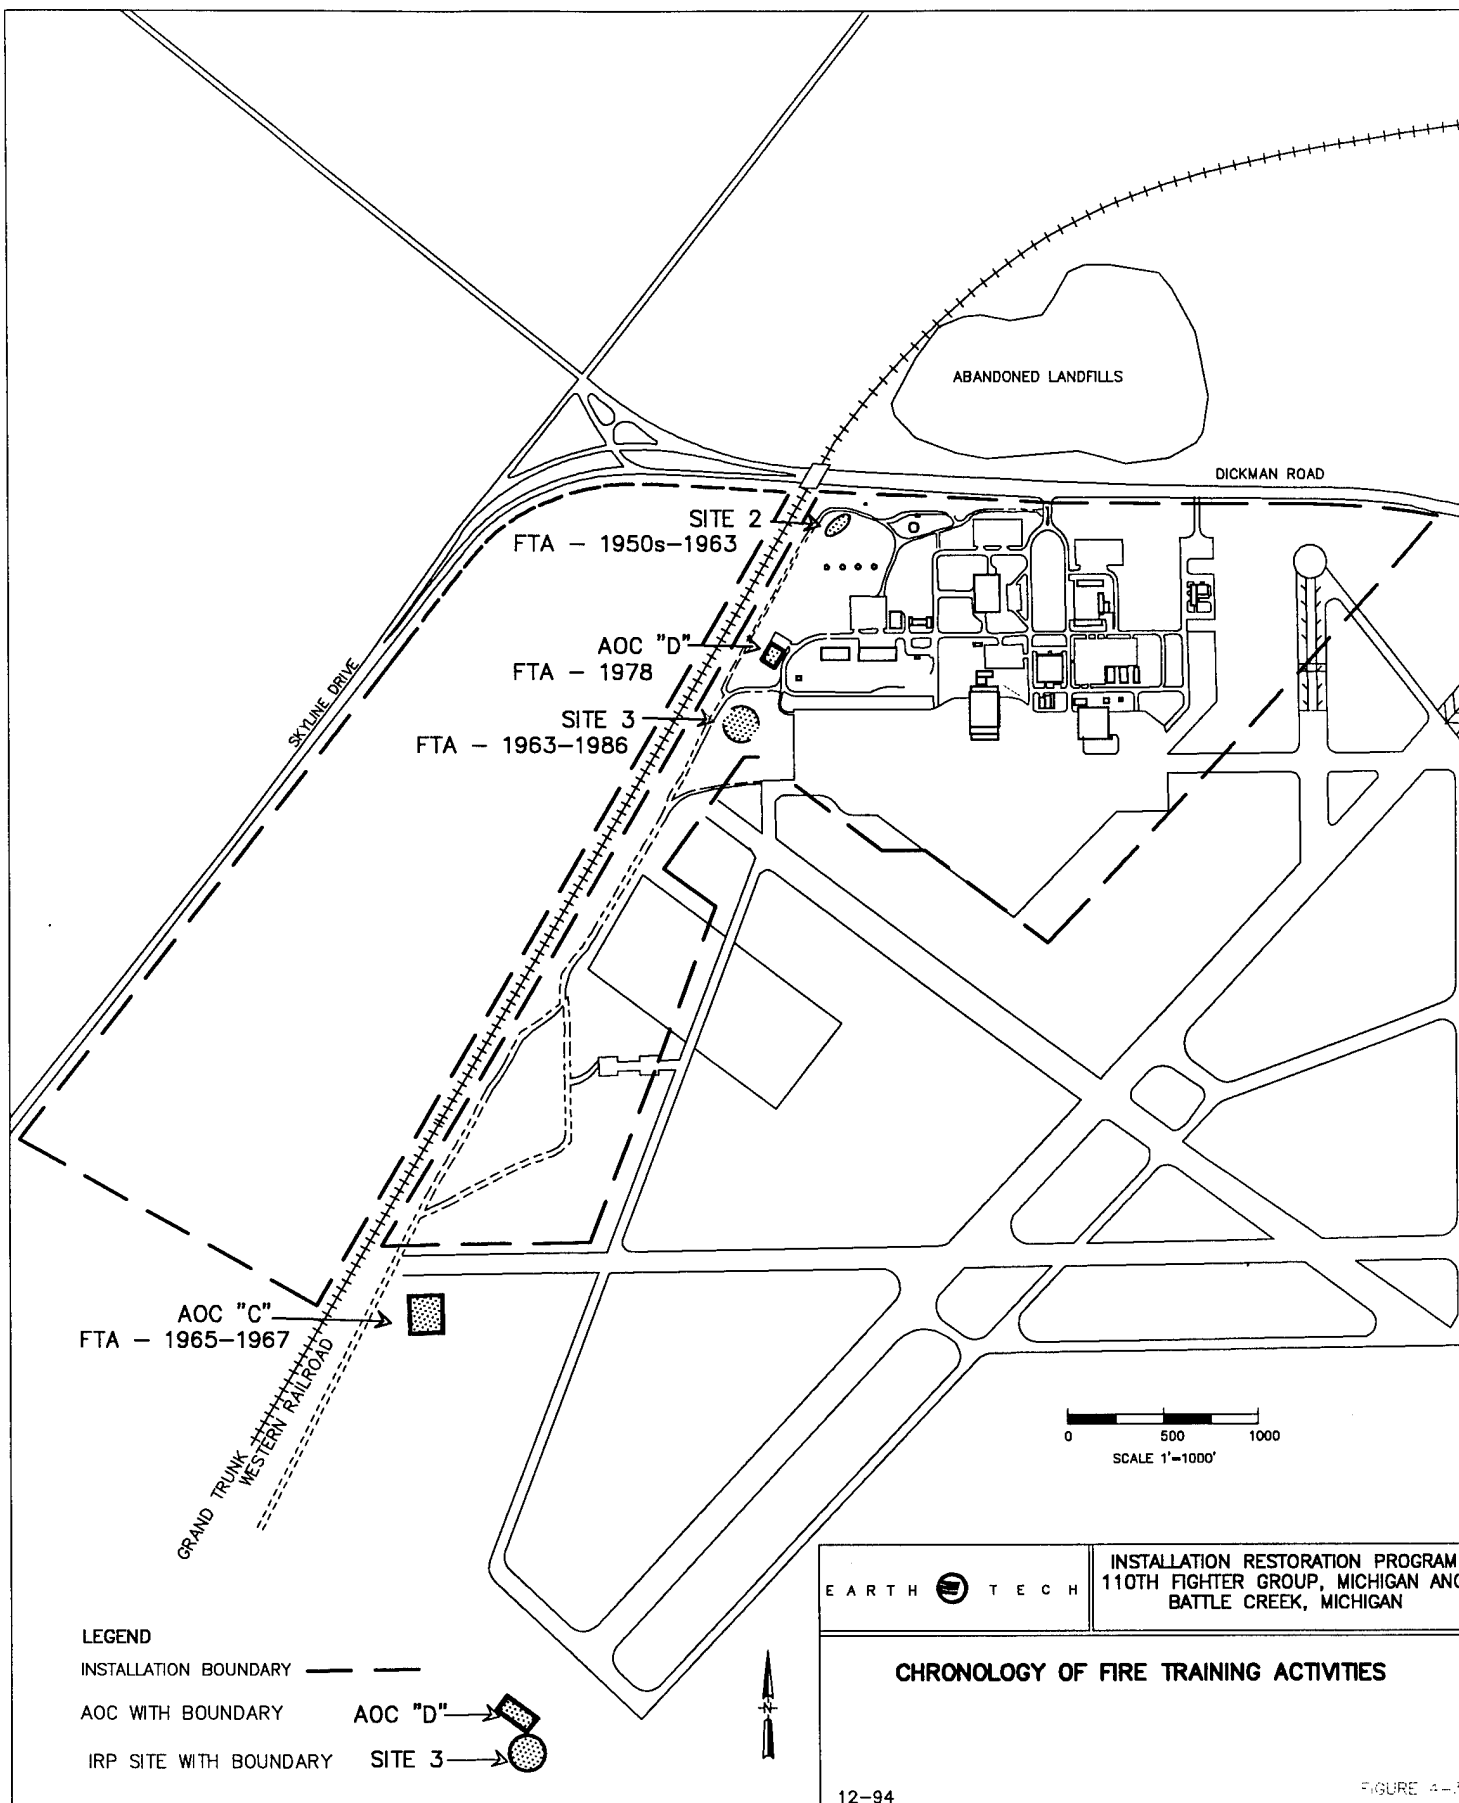 ABANDONED LANDFILLS
DICKMAN ROAD
SITE 2
FTA – 1950s–1963
AOC "D"
FTA – 1978
SKYLINE DRIVE
SITE 3
FTA – 1963–1986
AOC "C"
FTA – 1965–1967
GRAND TRUNK
WESTERN RAILROAD
0 500 1000
SCALE 1'=1000'
EARTH TECH
INSTALLATION RESTORATION PROGRAM
110TH FIGHTER GROUP, MICHIGAN ANG
BATTLE CREEK, MICHIGAN
LEGEND
INSTALLATION BOUNDARY
AOC WITH BOUNDARY AOC "D"
IRP SITE WITH BOUNDARY SITE 3
N
CHRONOLOGY OF FIRE TRAINING ACTIVITIES
12–94
FIGURE 4–